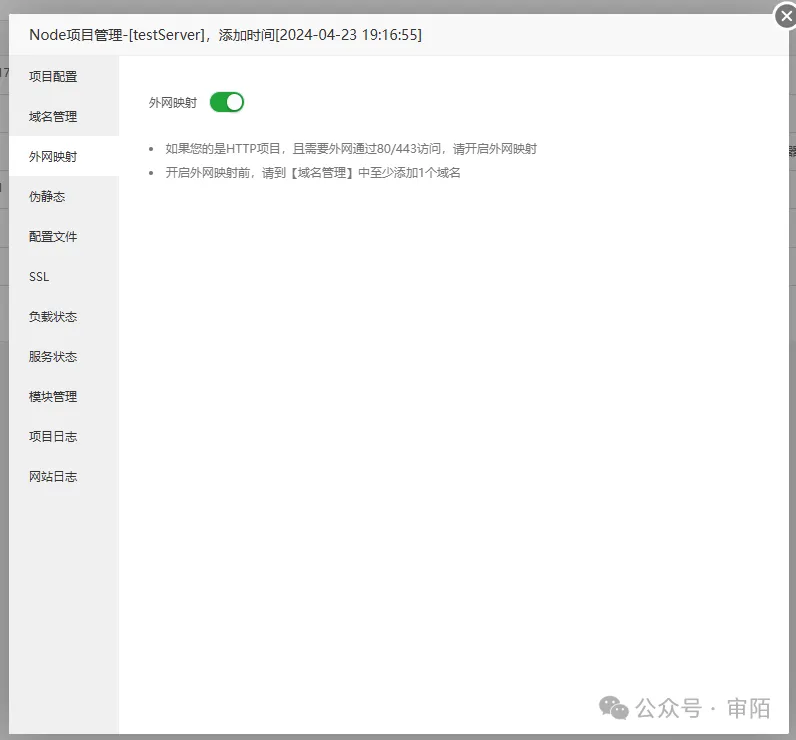 Node项目管理-[testServer]，添加时间[2024-04-23 19:16:55]
项目配置
域名管理
外网映射
伪静态
配置文件
SSL
负载状态
服务状态
模块管理
项目日志
网站日志
外网映射
如果您的是HTTP项目，且需要外网通过80/443访问，请开启外网映射
开启外网映射前，请到【域名管理】中至少添加1个域名
公众号 · 审陌